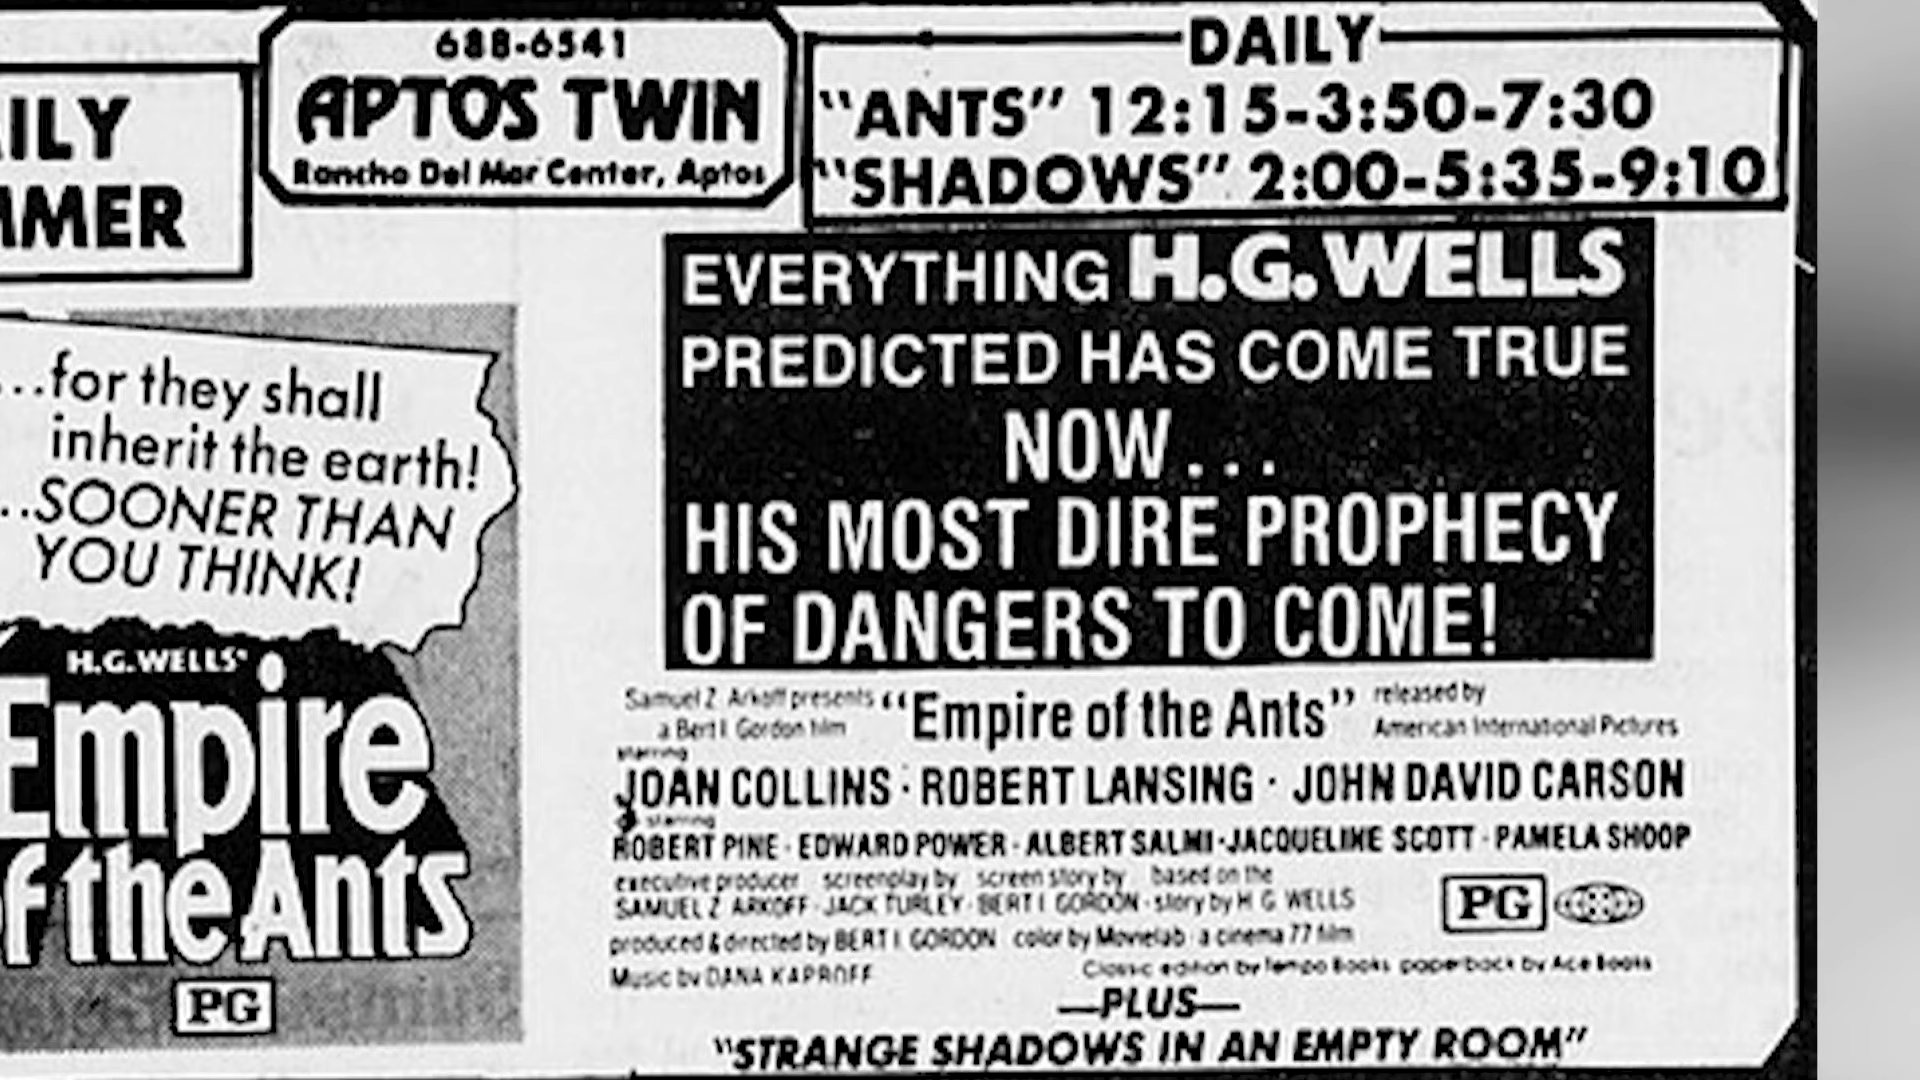 688-6541
APTOS TWIN
Rancho Del Mar Center, Aptos
DAILY
"ANTS" 12:15-3:50-7:30
"SHADOWS" 2:00-5:35-9:10
EVERYTHING H.G. WELLS
PREDICTED HAS COME TRUE
NOW...
HIS MOST DIRE PROPHECY
OF DANGERS TO COME!
...for they shall
inherit the earth!
...SOONER THAN
YOU THINK!
H.G. WELLS'
Empire
of the Ants
PG
Samuel Z. Arkoff presents "Empire of the Ants" released by
a Bert I. Gordon film American International Pictures
starring
JOAN COLLINS · ROBERT LANSING · JOHN DAVID CARSON
starring
ROBERT PINE · EDWARD POWER · ALBERT SALMI · JACQUELINE SCOTT · PAMELA SHOOP
executive producer screenplay by screen story by based on the
SAMUEL Z. ARKOFF · JACK TURLEY · BERT I. GORDON · story by H. G. WELLS
PG
produced & directed by BERT I. GORDON color by Movielab · a cinema 77 film
Music by DANA KAPROFF Classic edition by Tempo Books paperback by Ace Books
—PLUS—
"STRANGE SHADOWS IN AN EMPTY ROOM"